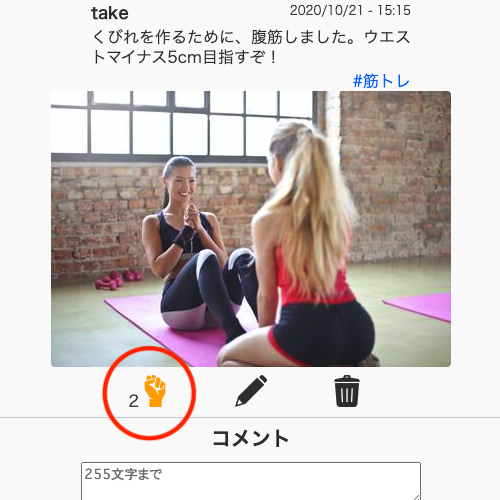 take
2020/10/21 - 15:15
くびれを作るために、腹筋しました。ウエス
トマイナス5cm目指すぞ！
#筋トレ
2
コメント
255文字まで